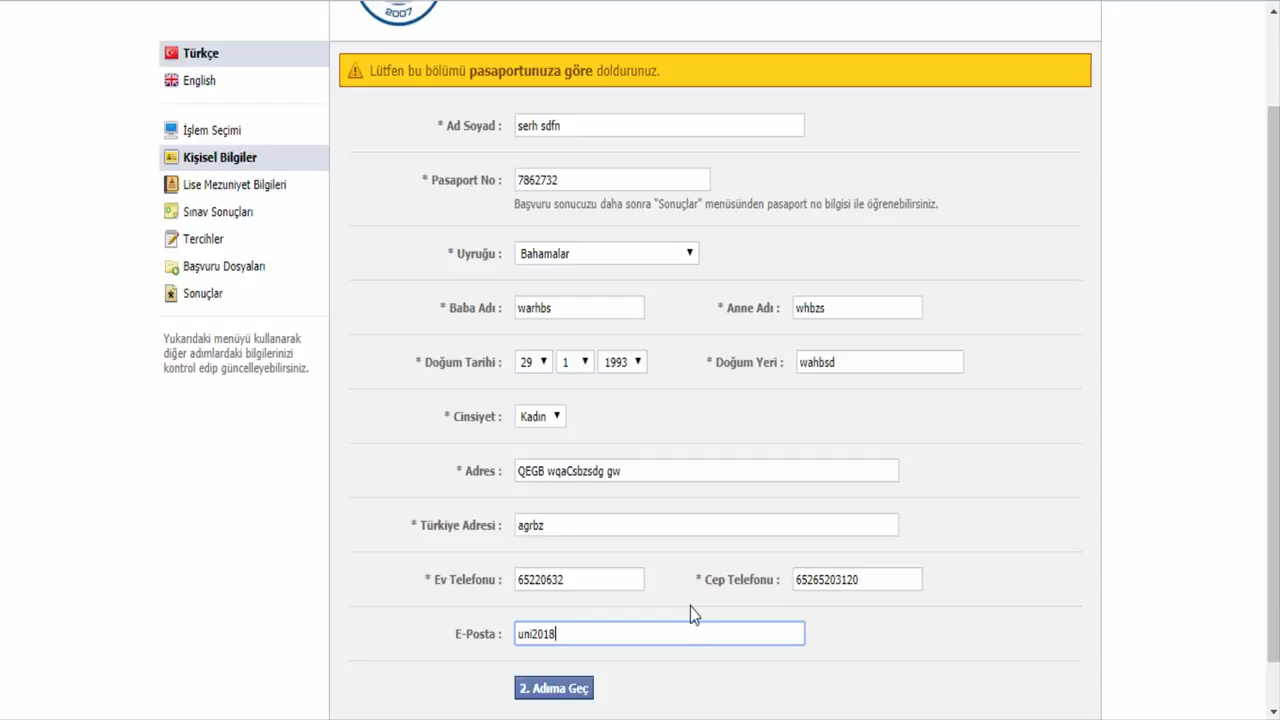 2007
Türkçe
English
İşlem Seçimi
Kişisel Bilgiler
Lise Mezuniyet Bilgileri
Sınav Sonuçları
Tercihler
Başvuru Dosyaları
Sonuçlar
Yukarıdaki menüyü kullanarak
diğer adımlardaki bilgilerinizi
kontrol edip güncelleyebilirsiniz.
Lütfen bu bölümü pasaportunuza göre doldurunuz.
* Ad Soyad : serh sdfn
* Pasaport No : 7862732
Başvuru sonucuzu daha sonra "Sonuçlar" menüsünden pasaport no bilgisi ile öğrenebilirsiniz.
* Uyruğu : Bahamalar
* Baba Adı : warhbs * Anne Adı : whbzs
* Doğum Tarihi : 29 1 1993 * Doğum Yeri : wahbsd
* Cinsiyet : Kadın
* Adres : QEGB wqaCsbzsdg gw
* Türkiye Adresi : agrbz
* Ev Telefonu : 65220632 * Cep Telefonu : 65265203120
E-Posta : uni2018
2. Adıma Geç